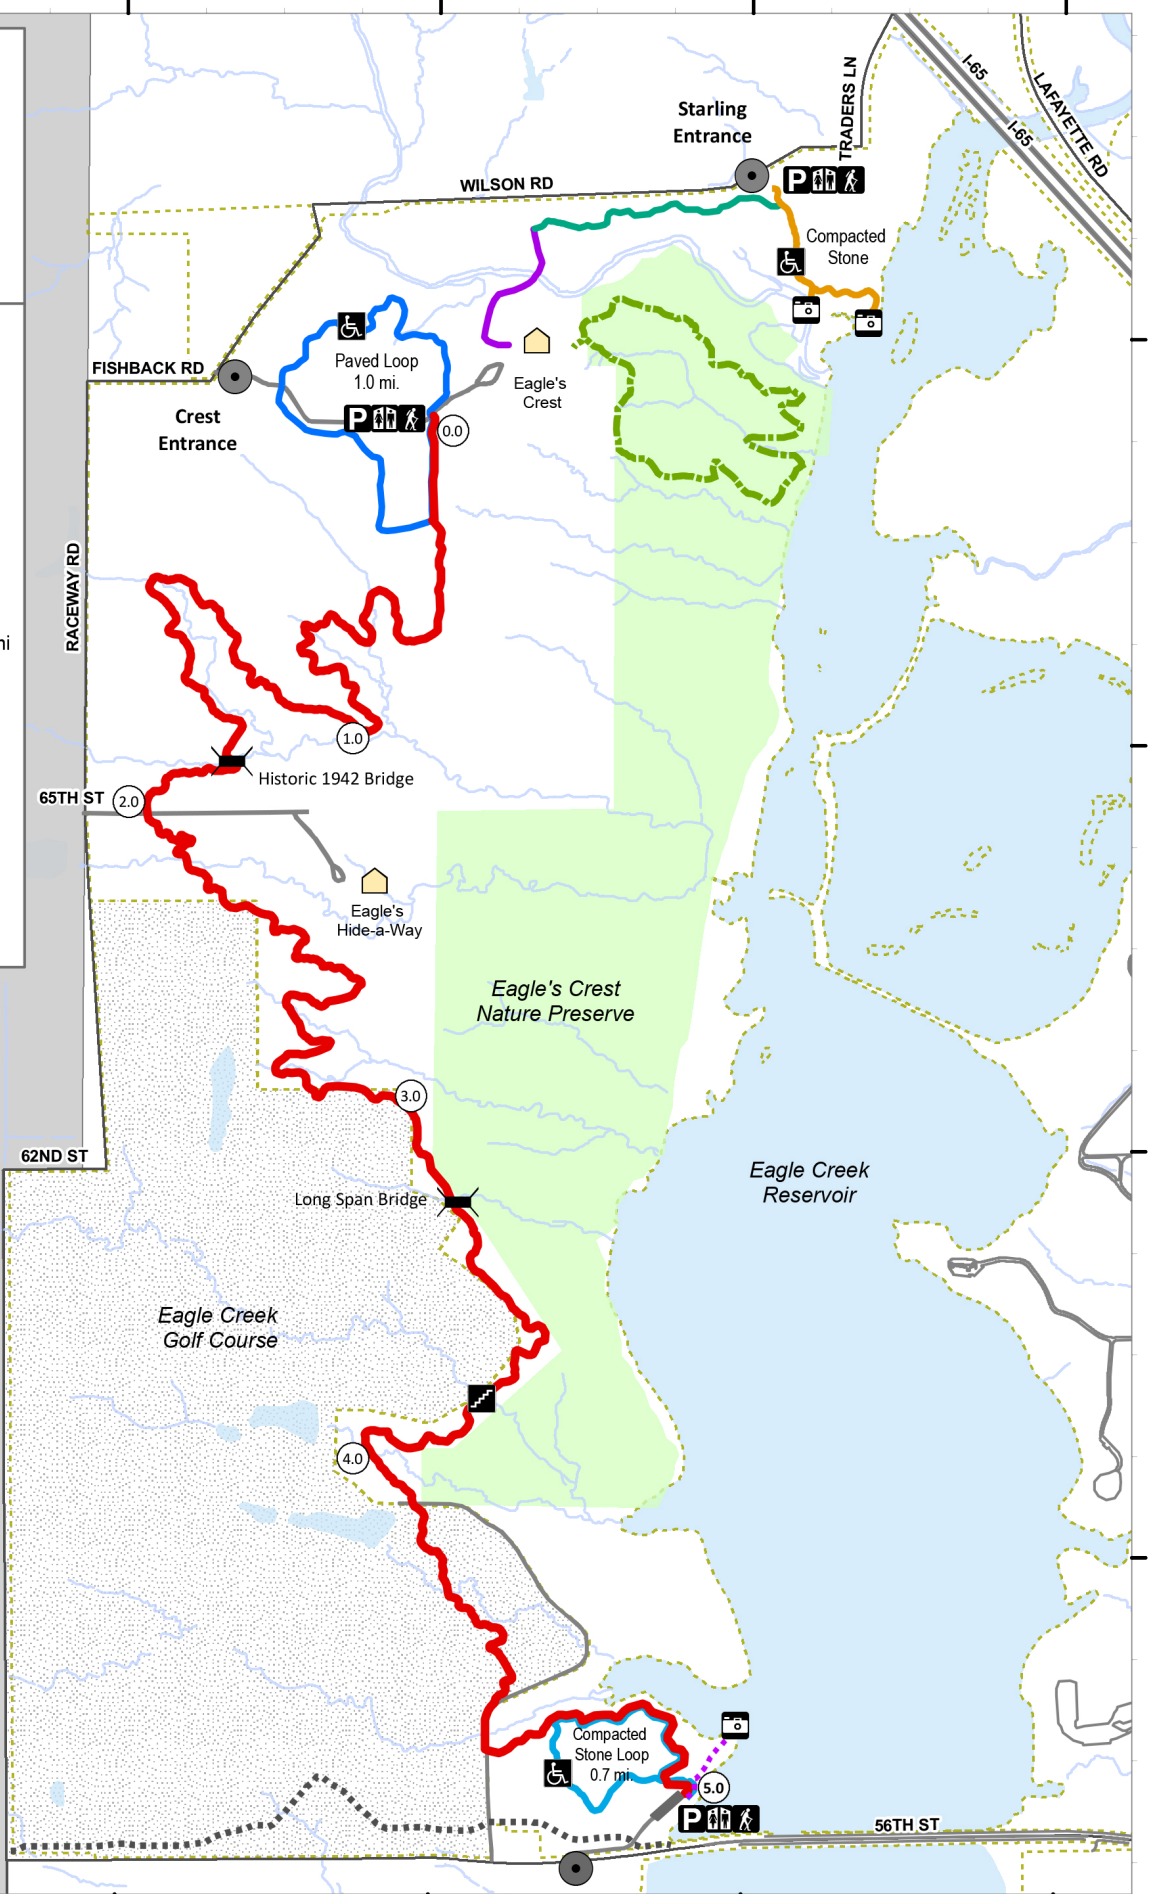 I-65
LAFAYETTE RD
I-65
TRADERS LN
Starling
Entrance
P
WILSON RD
Compacted
Stone
FISHBACK RD
Paved Loop
1.0 mi.
Crest
Entrance
P
0.0
Eagle's
Crest
RACEWAY RD
ni
1.0
Historic 1942 Bridge
65TH ST
2.0
Eagle's
Hide-a-Way
Eagle's Crest
Nature Preserve
3.0
62ND ST
Long Span Bridge
Eagle Creek
Reservoir
Eagle Creek
Golf Course
4.0
Compacted
Stone Loop
0.7 mi.
5.0
P
56TH ST